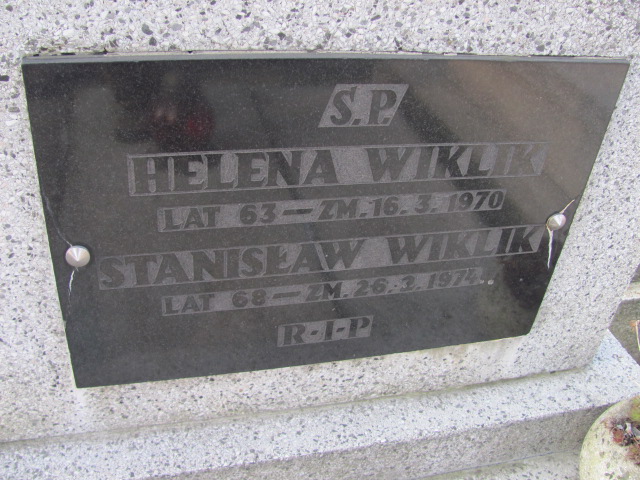 S.P.
HELENA WIKLIK
LAT 63 — ZM. 16. 3. 1970
STANISŁAW WIKLIK
LAT 68 — ZM. 26. 3. 1974.
R-I-P